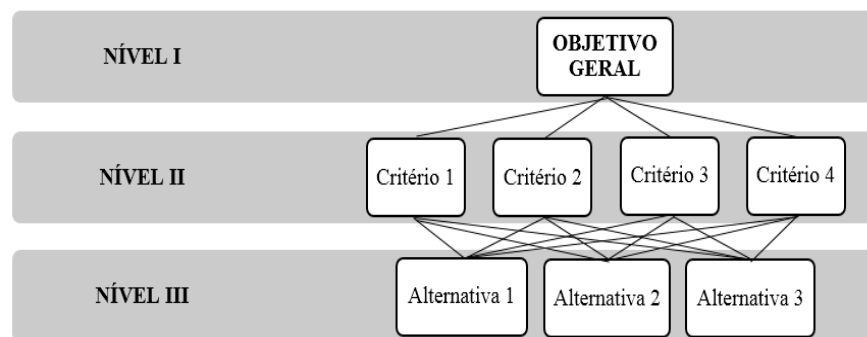 NÍVEL I
OBJETIVO
GERAL
NÍVEL II
Critério 1
Critério 2
Critério 3
Critério 4
NÍVEL III
Alternativa 1
Alternativa 2
Alternativa 3